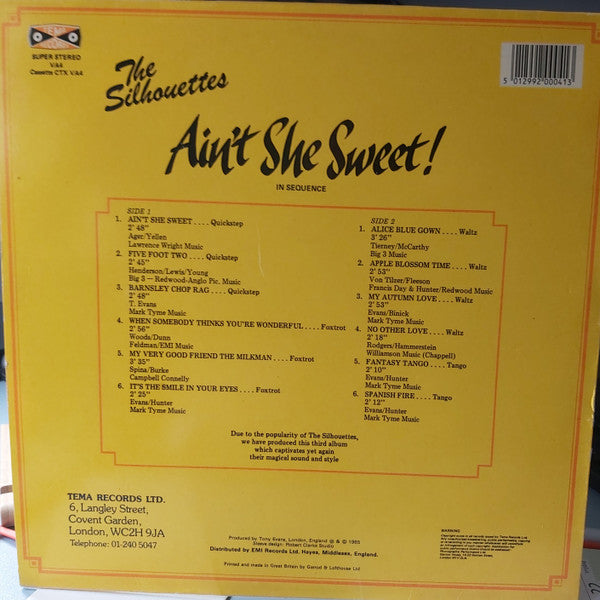 SUPER STEREO
V/A4
Cassette CTX V/A4
5 012992 000413
The
Silhouettes
Ain't She Sweet!
IN SEQUENCE
SIDE 1
1. AIN'T SHE SWEET . . . . Quickstep
2' 48"
Ager/Yellen
Lawrence Wright Music
2. FIVE FOOT TWO . . . . Quickstep
2' 45"
Henderson/Lewis/Young
Big 3 — Redwood-Anglo Pic. Music
3. BARNSLEY CHOP RAG . . . . Quickstep
2' 48"
T. Evans
Mark Tyme Music
4. WHEN SOMEBODY THINKS YOU'RE WONDERFUL . . . . Foxtrot
2' 56"
Woods/Dunn
Feldman/EMI Music
5. MY VERY GOOD FRIEND THE MILKMAN . . . . Foxtrot
3' 35"
Spina/Burke
Campbell Connelly
6. IT'S THE SMILE IN YOUR EYES . . . . Foxtrot
2' 25"
Evans/Hunter
Mark Tyme Music
SIDE 2
1. ALICE BLUE GOWN . . . . Waltz
3' 26"
Tierney/McCarthy
Big 3 Music
2. APPLE BLOSSOM TIME . . . . Waltz
2' 53"
Von Tilzer/Fleeson
Francis Day & Hunter/Redwood Music
3. MY AUTUMN LOVE . . . . Waltz
2' 53"
Evans/Binick
Mark Tyme Music
4. NO OTHER LOVE . . . . Waltz
2' 18"
Rodgers/Hammerstein
Williamson Music (Chappell)
5. FANTASY TANGO . . . . Tango
2' 10"
Evans/Hunter
Mark Tyme Music
6. SPANISH FIRE . . . . Tango
2' 12"
Evans/Hunter
Mark Tyme Music
Due to the popularity of The Silhouettes,
we have produced this third album
which captivates yet again
their magical sound and style
TEMA RECORDS LTD.
6, Langley Street,
Covent Garden,
London, WC2H 9JA
Telephone: 01-240 5047
Produced by Tony Evans, London, England ℗ & © 1985
Sleeve design: Robert Clarke Studio
Distributed by EMI Records Ltd. Hayes, Middlesex, England.
Printed and made in Great Britain by Garrod & Lofthouse Ltd
WARNING